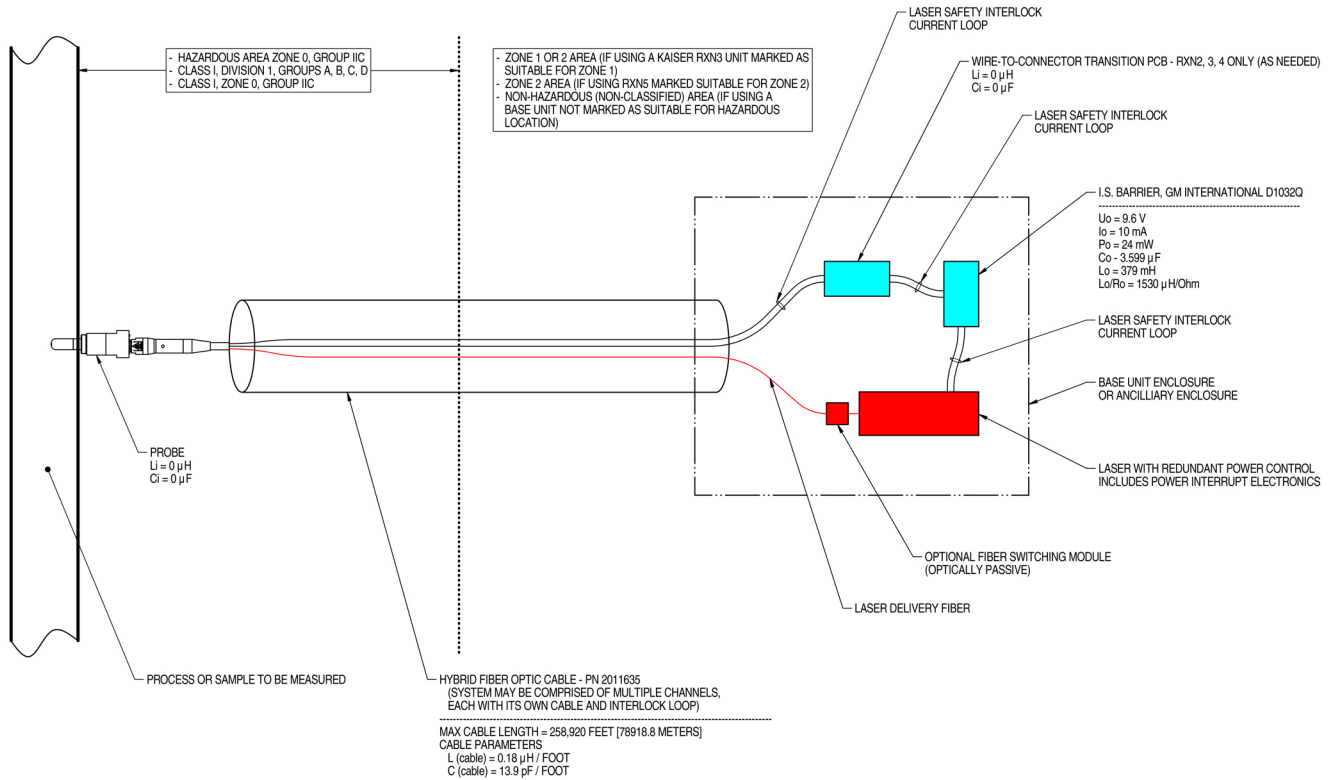 - HAZARDOUS AREA ZONE 0, GROUP IIC
- CLASS I, DIVISION 1, GROUPS A, B, C, D
- CLASS I, ZONE 0, GROUP IIC
- ZONE 1 OR 2 AREA (IF USING A KAISER RXN3 UNIT MARKED AS
SUITABLE FOR ZONE 1)
- ZONE 2 AREA (IF USING RXN5 MARKED SUITABLE FOR ZONE 2)
- NON-HAZARDOUS (NON-CLASSIFIED) AREA (IF USING A
BASE UNIT NOT MARKED AS SUITABLE FOR HAZARDOUS
LOCATION)
LASER SAFETY INTERLOCK
CURRENT LOOP
WIRE-TO-CONNECTOR TRANSITION PCB - RXN2, 3, 4 ONLY (AS NEEDED)
Li = 0 µH
Ci = 0 µF
LASER SAFETY INTERLOCK
CURRENT LOOP
I.S. BARRIER, GM INTERNATIONAL D1032Q
Uo = 9.6 V
Io = 10 mA
Po = 24 mW
Co - 3.599 µF
Lo = 379 mH
Lo/Ro = 1530 µH/Ohm
LASER SAFETY INTERLOCK
CURRENT LOOP
BASE UNIT ENCLOSURE
OR ANCILLIARY ENCLOSURE
PROBE
Li = 0 µH
Ci = 0 µF
LASER WITH REDUNDANT POWER CONTROL
INCLUDES POWER INTERRUPT ELECTRONICS
OPTIONAL FIBER SWITCHING MODULE
(OPTICALLY PASSIVE)
LASER DELIVERY FIBER
PROCESS OR SAMPLE TO BE MEASURED
HYBRID FIBER OPTIC CABLE - PN 2011635
(SYSTEM MAY BE COMPRISED OF MULTIPLE CHANNELS,
EACH WITH ITS OWN CABLE AND INTERLOCK LOOP)
MAX CABLE LENGTH = 258,920 FEET [78918.8 METERS]
CABLE PARAMETERS
L (cable) = 0.18 µH / FOOT
C (cable) = 13.9 pF / FOOT